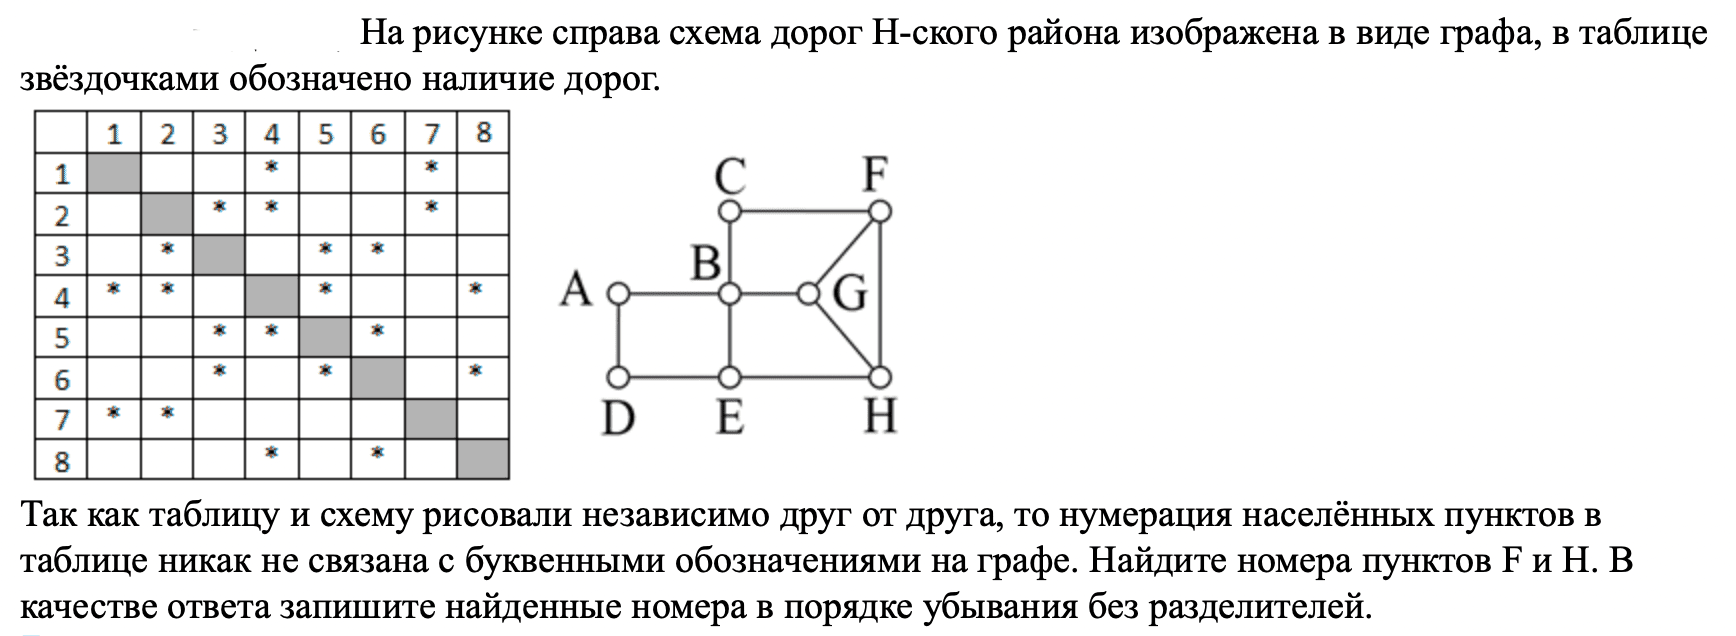 На рисунке справа схема дорог Н-ского района изображена в виде графа, в таблице
звёздочками обозначено наличие дорог.
1 2 3 4 5 6 7 8
1 * *
2 * * *
3 * * *
4 * * * *
5 * * *
6 * * *
7 * *
8 * *
C F
B
A G
D E H
Так как таблицу и схему рисовали независимо друг от друга, то нумерация населённых пунктов в
таблице никак не связана с буквенными обозначениями на графе. Найдите номера пунктов F и H. В
качестве ответа запишите найденные номера в порядке убывания без разделителей.